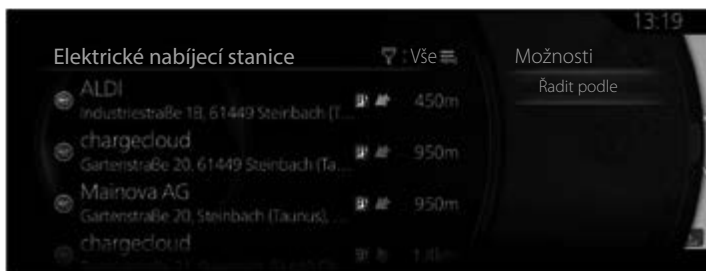 13:19
Elektrické nabíjecí stanice : Vše
Možnosti
Řadit podle
ALDI
Industriestraße 1B, 61449 Steinbach (T...
450m
chargecloud
Gartenstraße 20, 61449 Steinbach (Ta...
950m
Mainova AG
Gartenstraße 20, Steinbach (Taunus), ...
950m
chargecloud